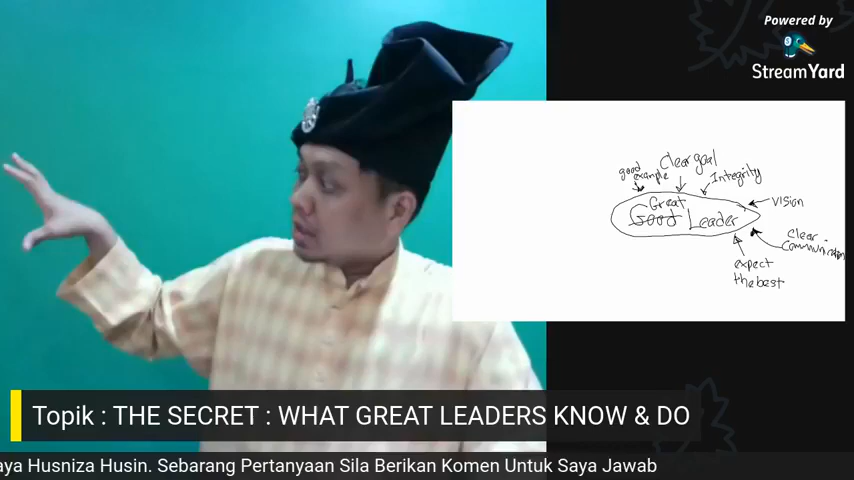 Powered by
StreamYard
good example
Clear goal
Integrity
Vision
Great
Good Leader
Clear Communication
expect
the best
Topik : THE SECRET : WHAT GREAT LEADERS KNOW & DO
aya Husniza Husin. Sebarang Pertanyaan Sila Berikan Komen Untuk Saya Jawab